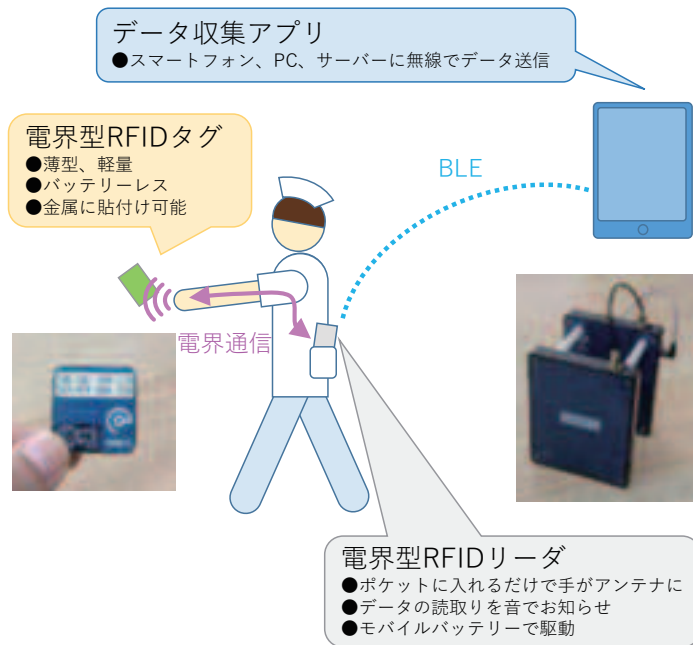 データ収集アプリ
●スマートフォン、PC、サーバーに無線でデータ送信
電界型RFIDタグ
●薄型、軽量
●バッテリーレス
●金属に貼付け可能
BLE
電界通信
電界型RFIDリーダ
●ポケットに入れるだけで手がアンテナに
●データの読取りを音でお知らせ
●モバイルバッテリーで駆動